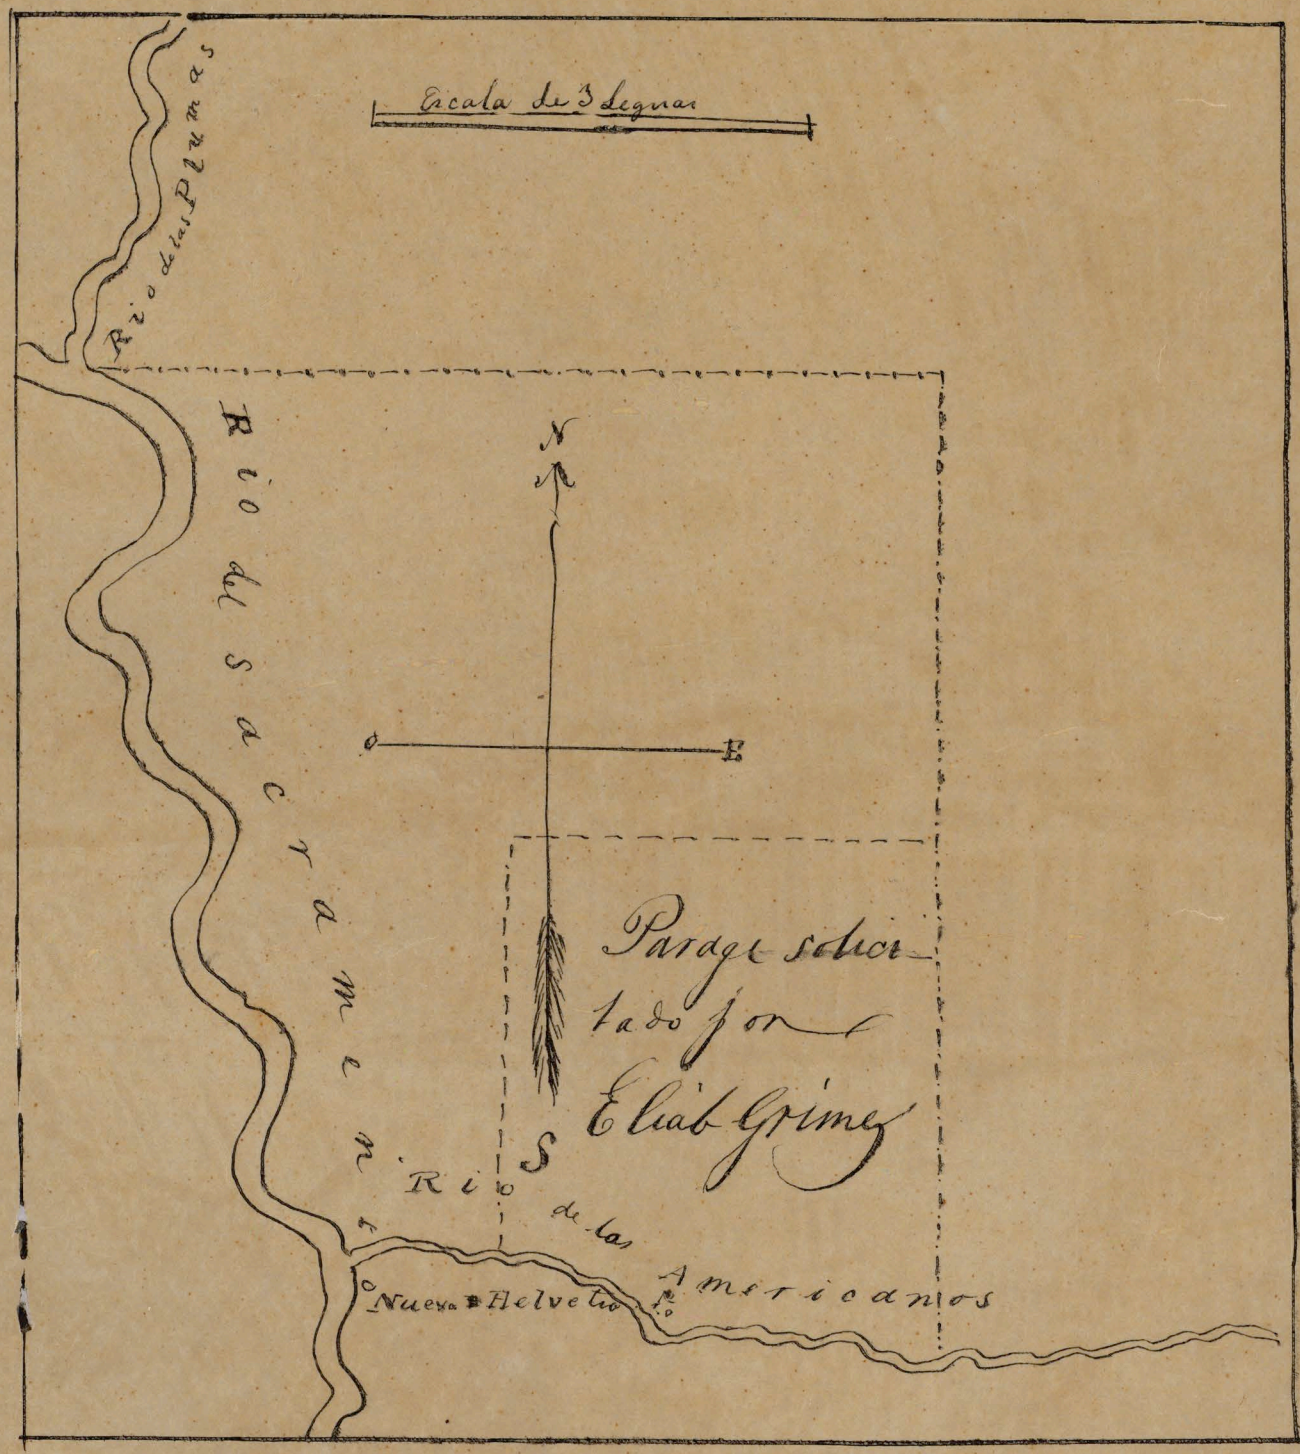 Escala de 3 Leguas
Rio de las Plumas
Rio del Sacramento
N
O
E
S
Parage solici-
tado por
Eliab Grimes
Rio de las Americanos
Nueva Helvetia